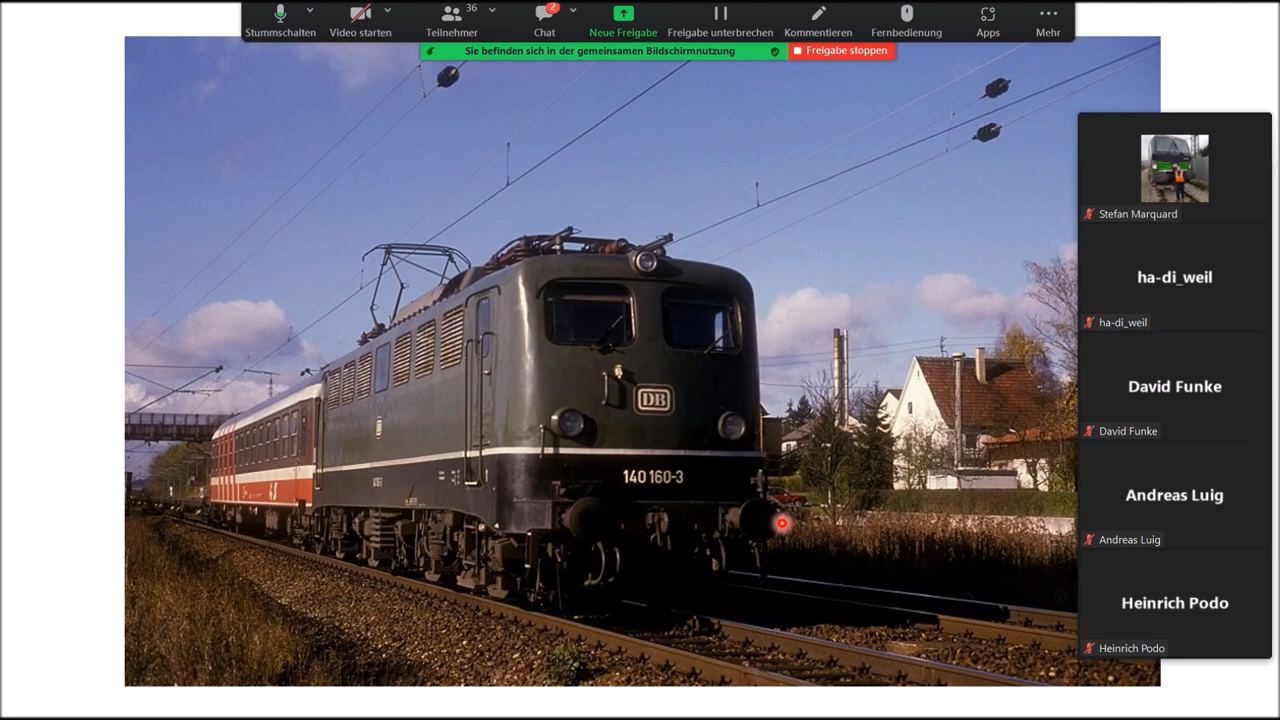 36
2
Stummschalten
Video starten
Teilnehmer
Chat
Neue Freigabe
Freigabe unterbrechen
Kommentieren
Fernbedienung
Apps
Mehr
Sie befinden sich in der gemeinsamen Bildschirmnutzung
Freigabe stoppen
Stefan Marquard
ha-di_weil
ha-di_weil
David Funke
David Funke
Andreas Luig
Andreas Luig
Heinrich Podo
Heinrich Podo
DB
140 160-3